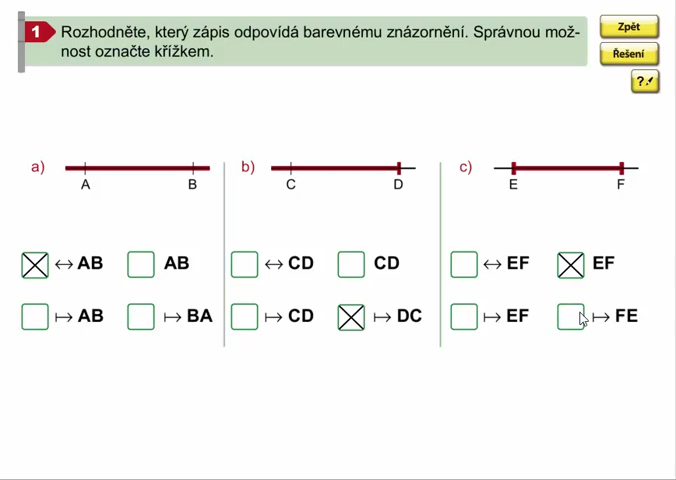 1 Rozhodněte, který zápis odpovídá barevnému znázornění. Správnou mož-
nost označte křížkem.
Zpět
Řešení
?
a) b) c)
A B C D E F
↔ AB AB ↔ CD CD ↔ EF EF
↦ AB ↦ BA ↦ CD ↦ DC ↦ EF ↦ FE